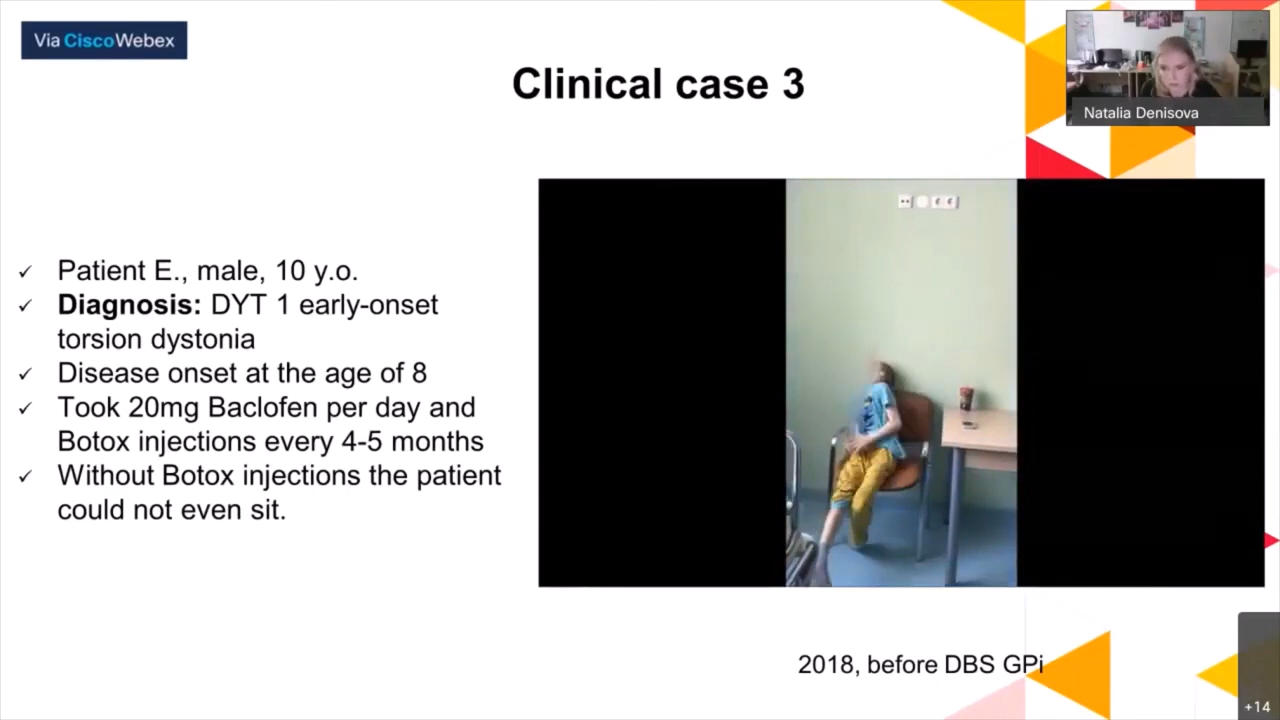 Via Cisco Webex
Clinical case 3
Natalia Denisova
✓ Patient E., male, 10 y.o.
✓ Diagnosis: DYT 1 early-onset
torsion dystonia
✓ Disease onset at the age of 8
✓ Took 20mg Baclofen per day and
Botox injections every 4-5 months
✓ Without Botox injections the patient
could not even sit.
2018, before DBS GPi
+14